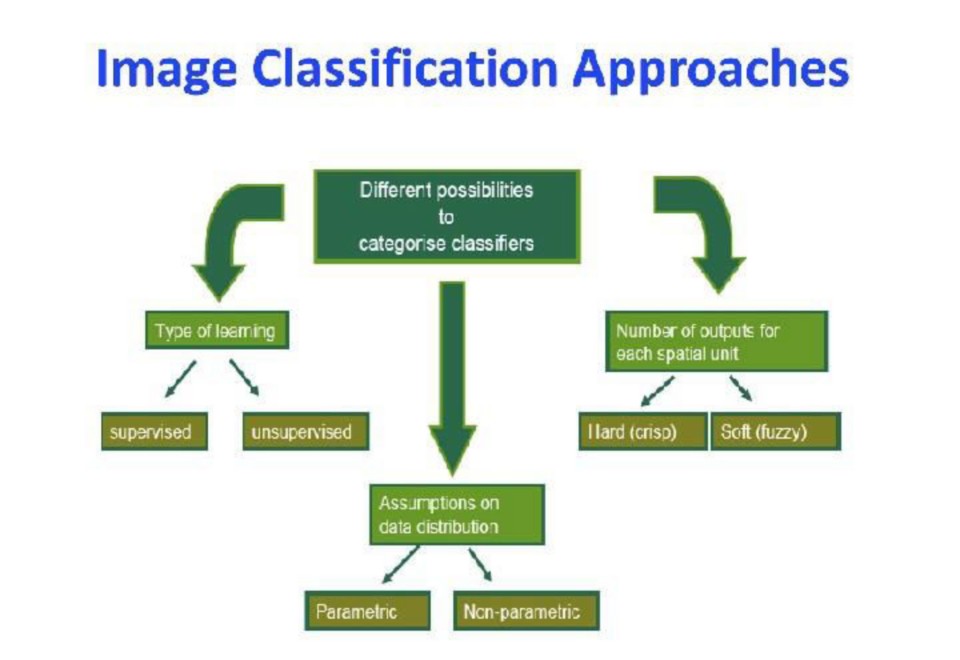 Image Classification Approaches
Different possibilities
to
categorise classifiers
Type of learning
Number of outputs for
each spatial unit
supervised
unsupervised
Hard (crisp)
Soft (fuzzy)
Assumptions on
data distribution
Parametric
Non-parametric